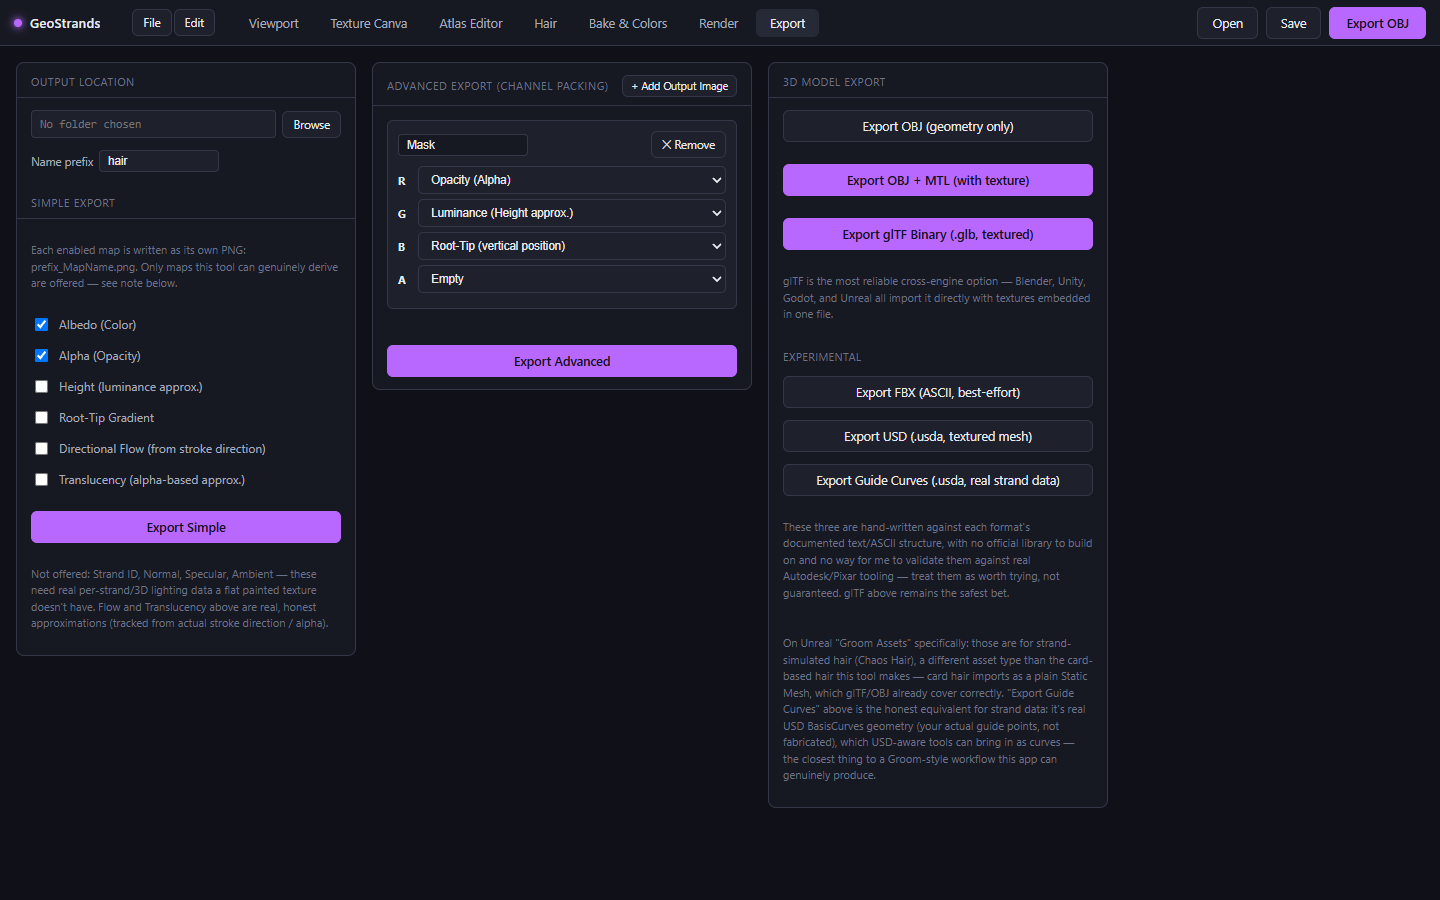 GeoStrands
File
Edit
Viewport
Texture Canva
Atlas Editor
Hair
Bake & Colors
Render
Export
Open
Save
Export OBJ
OUTPUT LOCATION
No folder chosen
Browse
Name prefix
hair
SIMPLE EXPORT
Each enabled map is written as its own PNG:
prefix_MapName.png. Only maps this tool can genuinely derive
are offered — see note below.
Albedo (Color)
Alpha (Opacity)
Height (luminance approx.)
Root-Tip Gradient
Directional Flow (from stroke direction)
Translucency (alpha-based approx.)
Export Simple
Not offered: Strand ID, Normal, Specular, Ambient — these
need real per-strand/3D lighting data a flat painted texture
doesn't have. Flow and Translucency above are real, honest
approximations (tracked from actual stroke direction / alpha).
ADVANCED EXPORT (CHANNEL PACKING)
+ Add Output Image
Mask
✕ Remove
R
Opacity (Alpha)
G
Luminance (Height approx.)
B
Root-Tip (vertical position)
A
Empty
Export Advanced
3D MODEL EXPORT
Export OBJ (geometry only)
Export OBJ + MTL (with texture)
Export glTF Binary (.glb, textured)
glTF is the most reliable cross-engine option — Blender, Unity,
Godot, and Unreal all import it directly with textures embedded
in one file.
EXPERIMENTAL
Export FBX (ASCII, best-effort)
Export USD (.usda, textured mesh)
Export Guide Curves (.usda, real strand data)
These three are hand-written against each format's
documented text/ASCII structure, with no official library to build
on and no way for me to validate them against real
Autodesk/Pixar tooling — treat them as worth trying, not
guaranteed. glTF above remains the safest bet.
On Unreal "Groom Assets" specifically: those are for strand-
simulated hair (Chaos Hair), a different asset type than the card-
based hair this tool makes — card hair imports as a plain Static
Mesh, which glTF/OBJ already cover correctly. "Export Guide
Curves" above is the honest equivalent for strand data: it's real
USD BasisCurves geometry (your actual guide points, not
fabricated), which USD-aware tools can bring in as curves —
the closest thing to a Groom-style workflow this app can
genuinely produce.